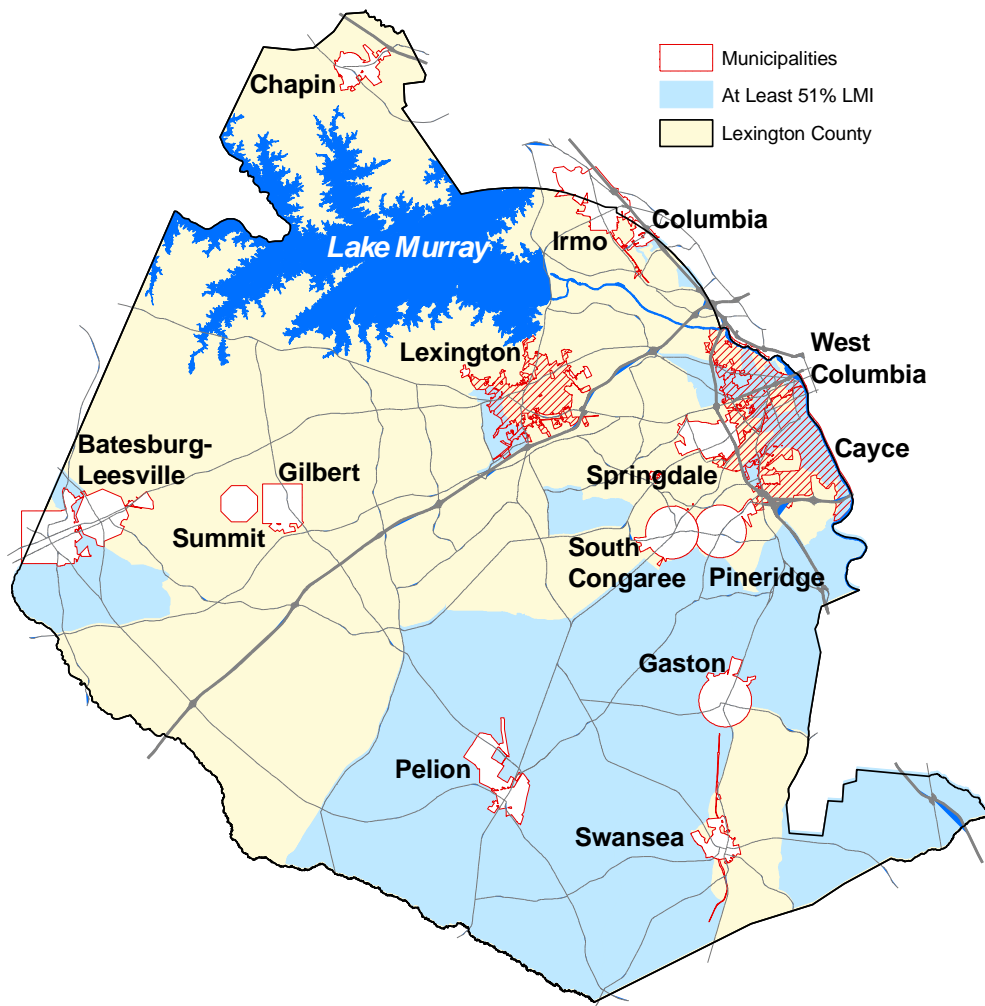 Municipalities
At Least 51% LMI
Lexington County
Chapin
Columbia
Irmo
Lake Murray
West
Columbia
Lexington
Batesburg-
Leesville
Gilbert
Cayce
Springdale
Summit
South
Congaree
Pineridge
Gaston
Pelion
Swansea